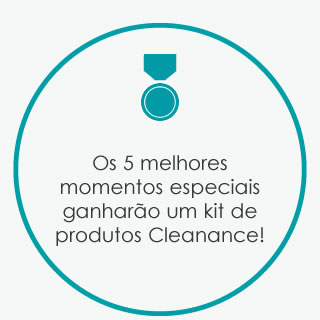 Os 5 melhores
momentos especiais
ganharão um kit de
produtos Cleanance!